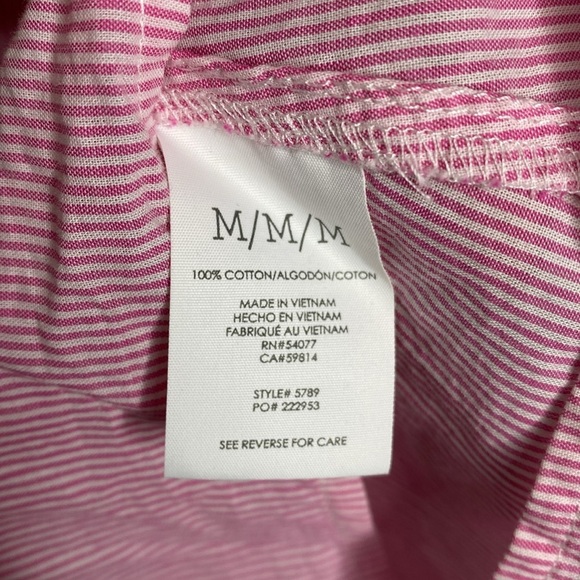 M/M/M
100% COTTON/ALGODÓN/COTON
MADE IN VIETNAM
HECHO EN VIETNAM
FABRIQUÉ AU VIETNAM
RN#54077
CA#59814
STYLE# 5789
PO# 222953
SEE REVERSE FOR CARE